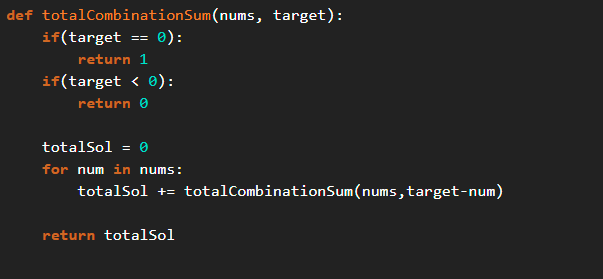 def totalCombinationSum(nums, target):
    if(target == 0):
        return 1
    if(target < 0):
        return 0

    totalSol = 0
    for num in nums:
        totalSol += totalCombinationSum(nums,target-num)

    return totalSol